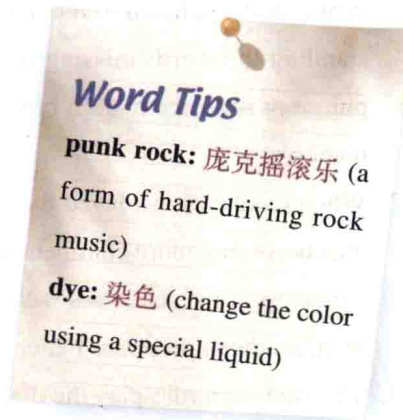 Word Tips
punk rock: 庞克摇滚乐 (a
form of hard-driving rock
music)
dye: 染色 (change the color
using a special liquid)